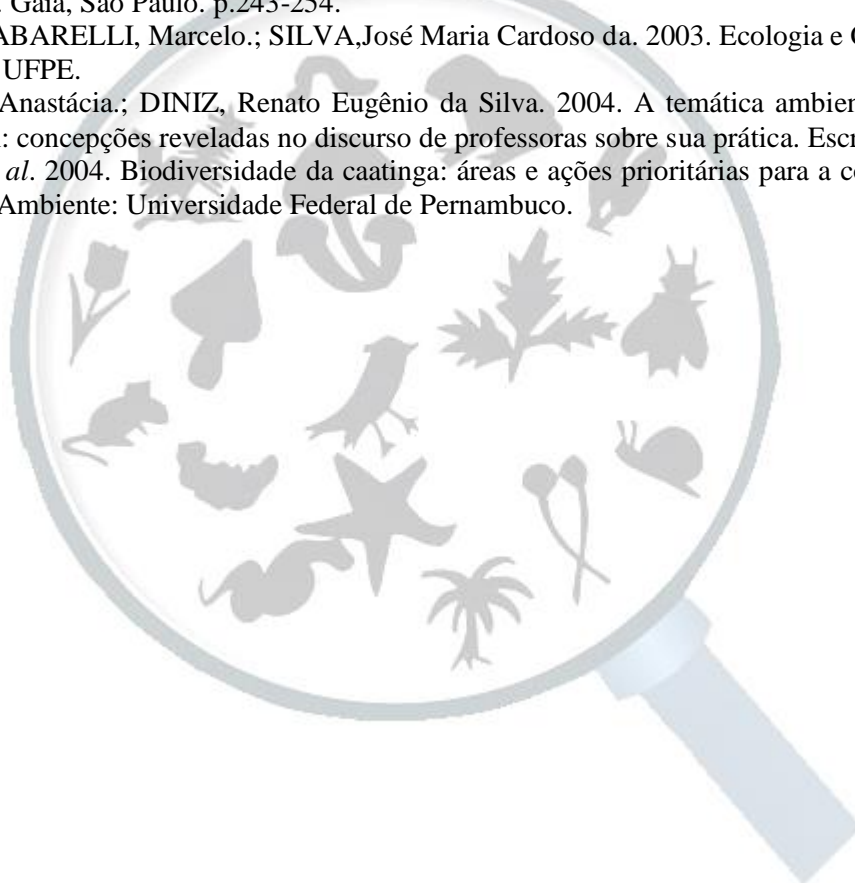 Gaia, São Paulo. p.243-254.
ABARELLI, Marcelo.; SILVA,José Maria Cardoso da. 2003. Ecologia e
UFPE.
Anastácia.; DINIZ, Renato Eugênio da Silva. 2004. A temática ambien
: concepções reveladas no discurso de professoras sobre sua prática. Escr
al. 2004. Biodiversidade da caatinga: áreas e ações prioritárias para a c
Ambiente: Universidade Federal de Pernambuco.